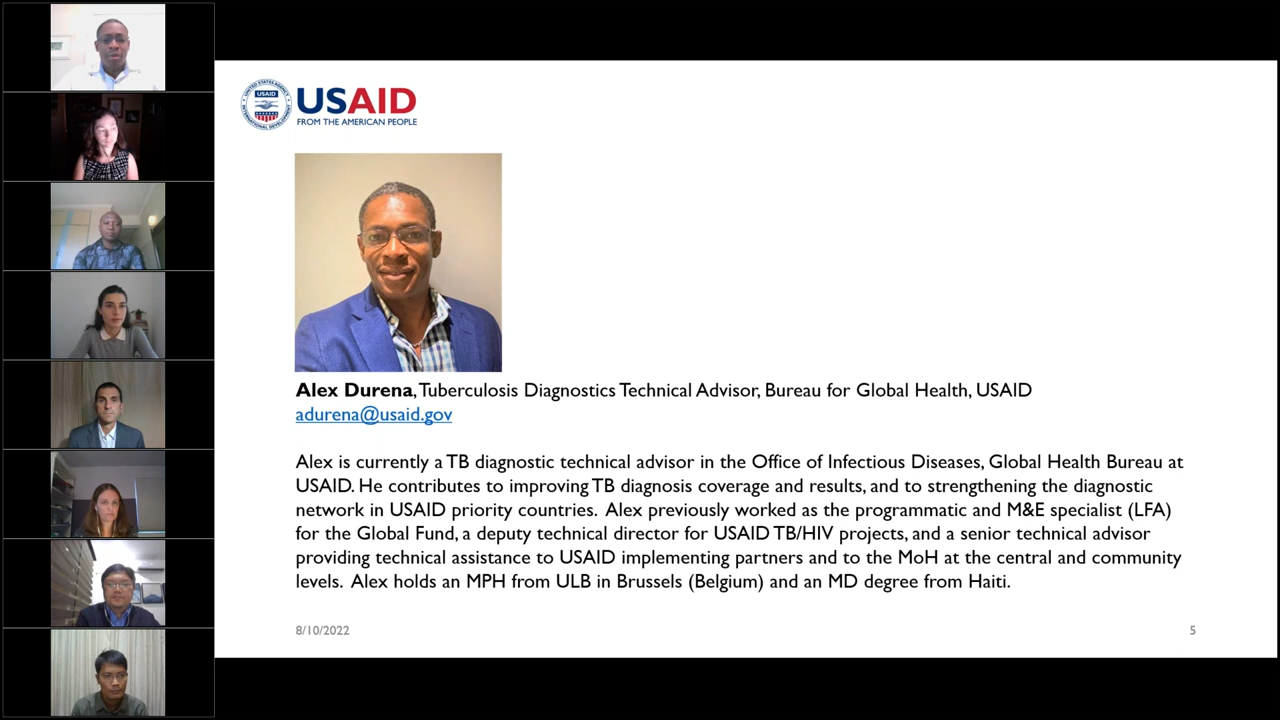 UNITED STATES AGENCY
USAID
INTERNATIONAL DEVELOPMENT
USAID
FROM THE AMERICAN PEOPLE
Alex Durena, Tuberculosis Diagnostics Technical Advisor, Bureau for Global Health, USAID
adurena@usaid.gov
Alex is currently a TB diagnostic technical advisor in the Office of Infectious Diseases, Global Health Bureau at
USAID. He contributes to improving TB diagnosis coverage and results, and to strengthening the diagnostic
network in USAID priority countries. Alex previously worked as the programmatic and M&E specialist (LFA)
for the Global Fund, a deputy technical director for USAID TB/HIV projects, and a senior technical advisor
providing technical assistance to USAID implementing partners and to the MoH at the central and community
levels. Alex holds an MPH from ULB in Brussels (Belgium) and an MD degree from Haiti.
8/10/2022
5